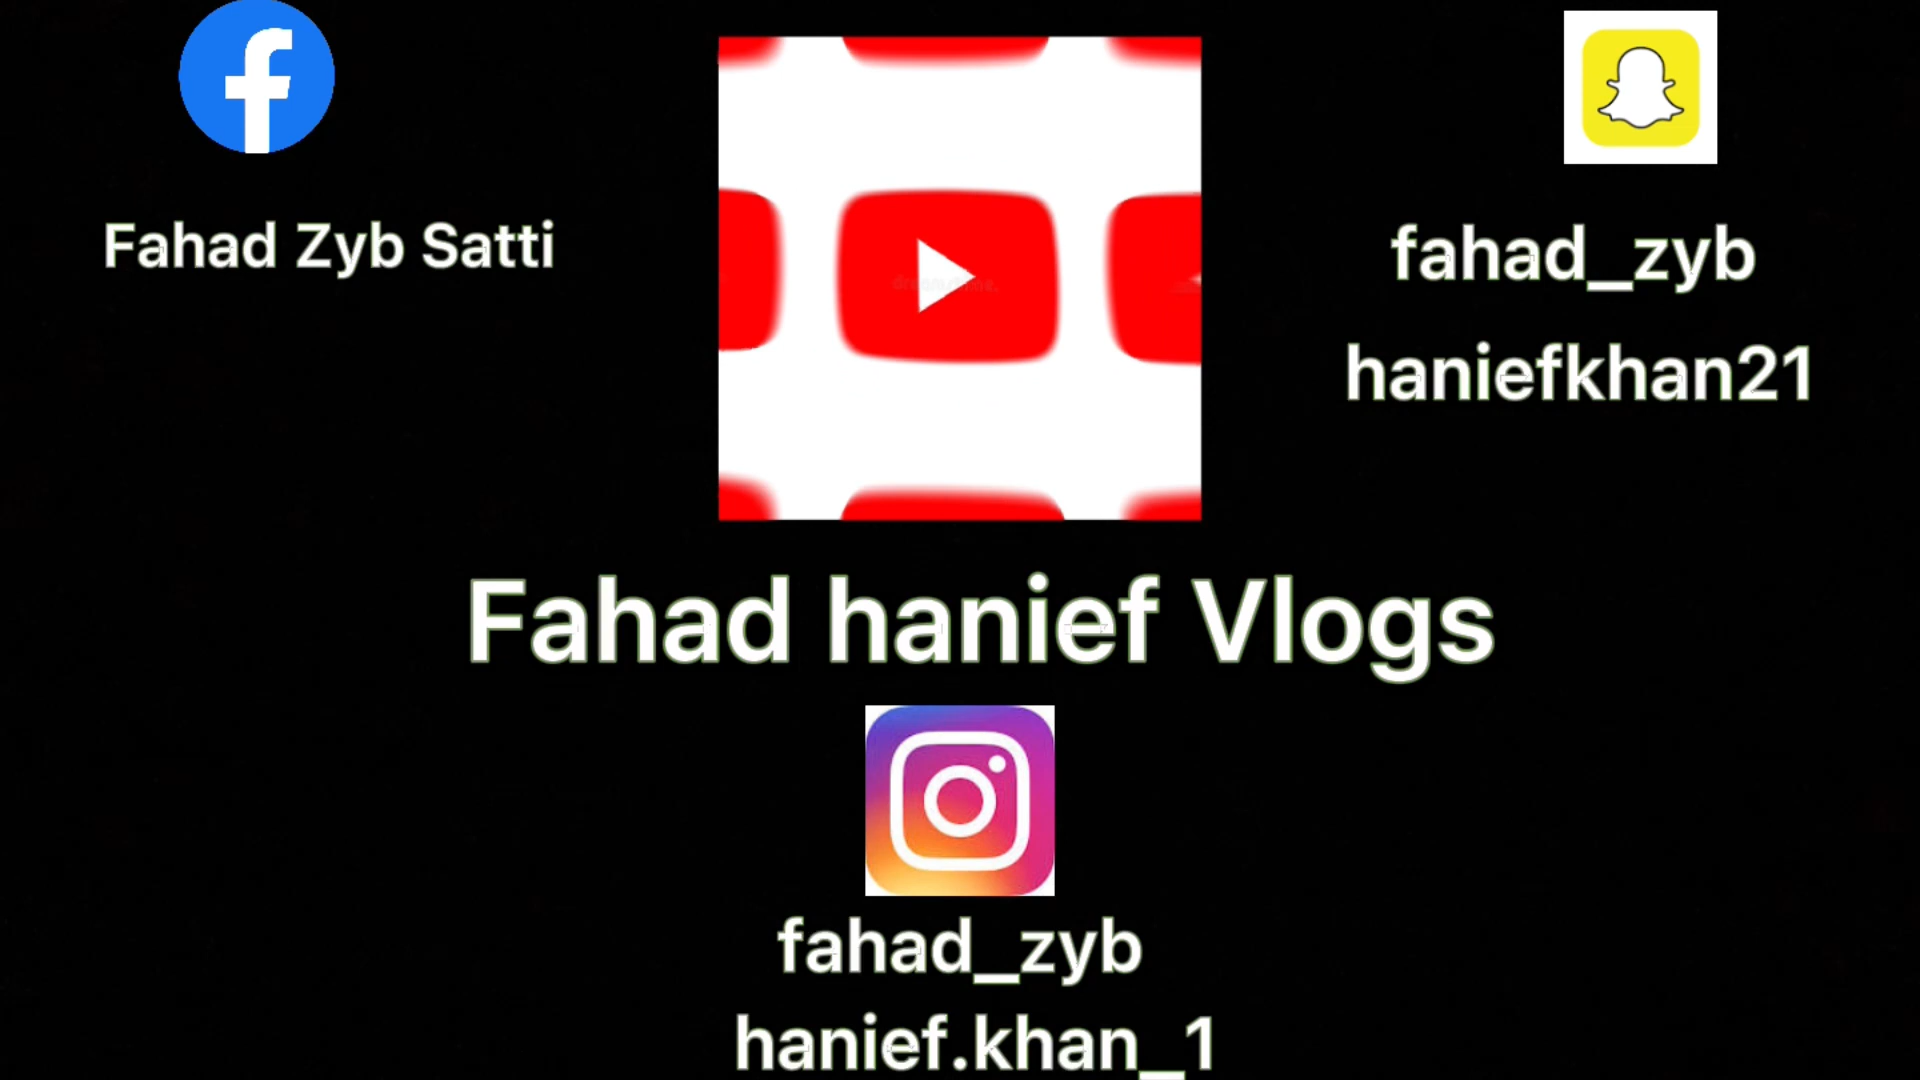 Fahad Zyb Satti
fahad_zyb
haniefkhan21
Fahad hanief Vlogs
fahad_zyb
hanief.khan_1